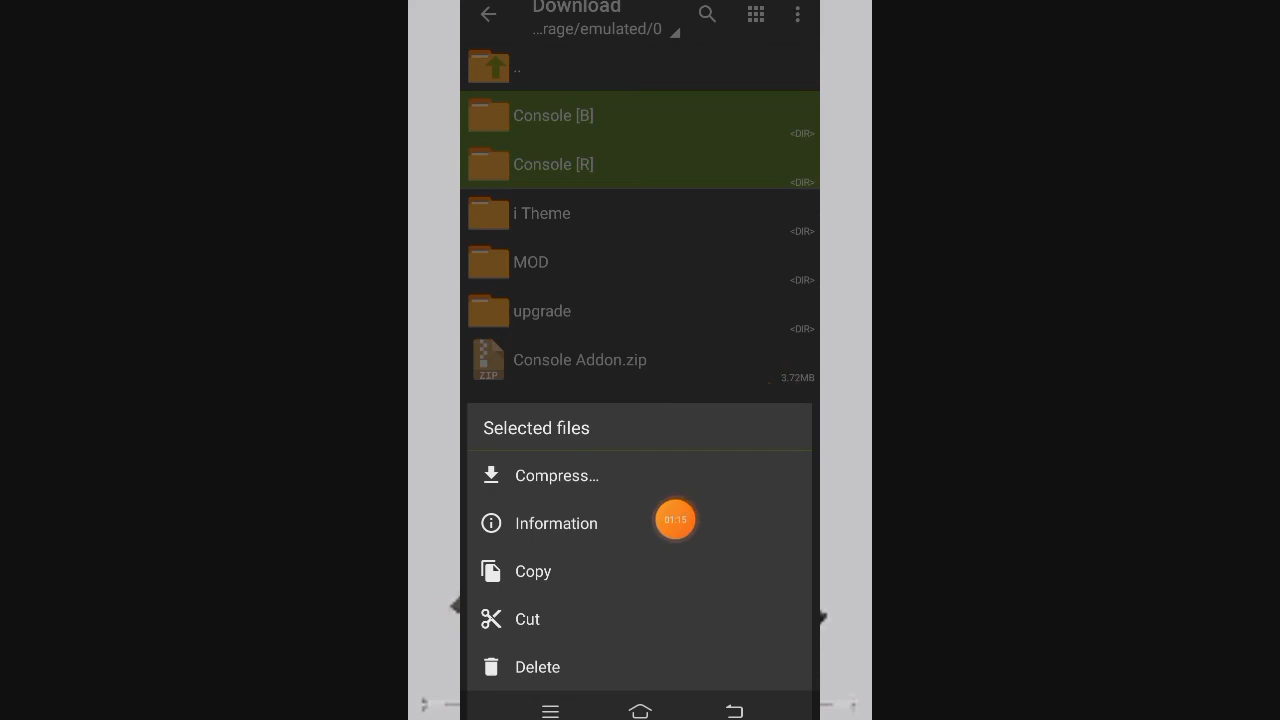 Download
...rage/emulated/0
..
Console [B]
<DIR>
Console [R]
<DIR>
i Theme
<DIR>
MOD
<DIR>
upgrade
<DIR>
ZIP
Console Addon.zip
3.72MB
Selected files
Compress...
Information
01:15
Copy
Cut
Delete